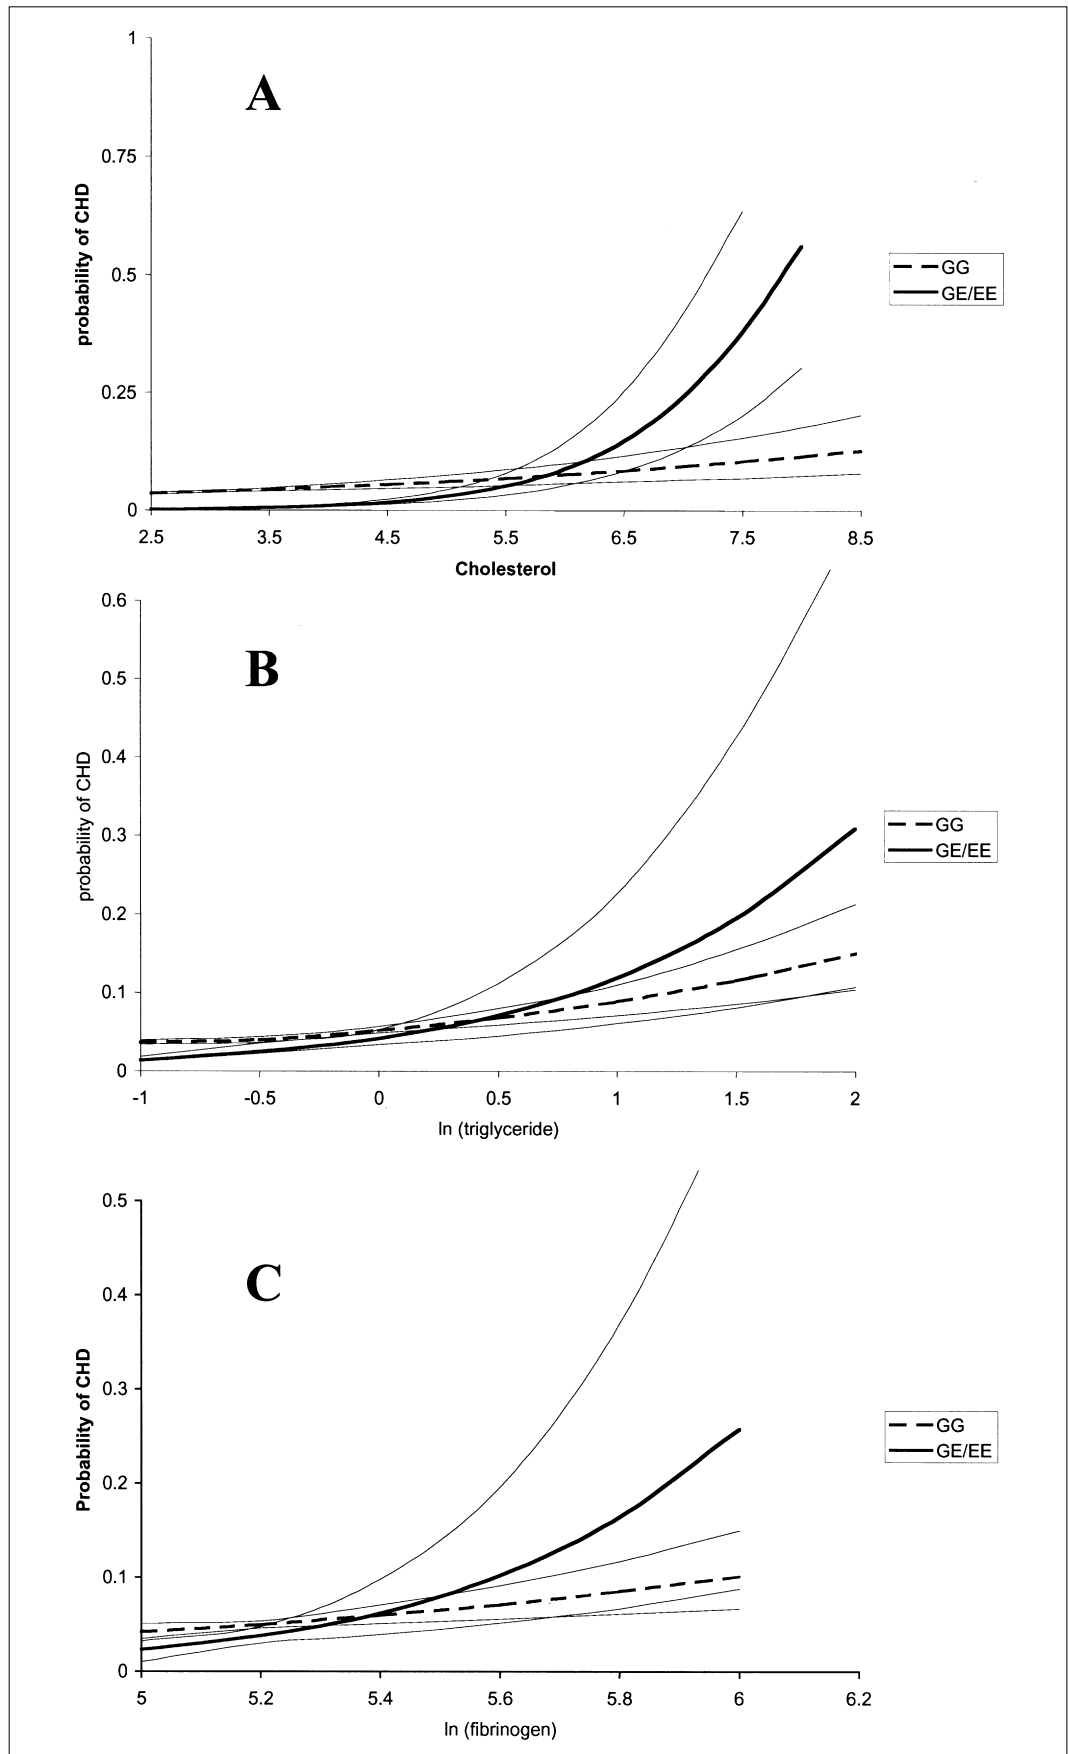 A
1
0.75
0.5
0.25
0
probability of CHD
2.5 3.5 4.5 5.5 6.5 7.5 8.5
Cholesterol
GG
GE/EE
B
0.6
0.5
0.4
0.3
0.2
0.1
0
probability of CHD
-1 -0.5 0 0.5 1 1.5 2
ln (triglyceride)
GG
GE/EE
C
0.5
0.4
0.3
0.2
0.1
0
Probability of CHD
5 5.2 5.4 5.6 5.8 6 6.2
ln (fibrinogen)
GG
GE/EE